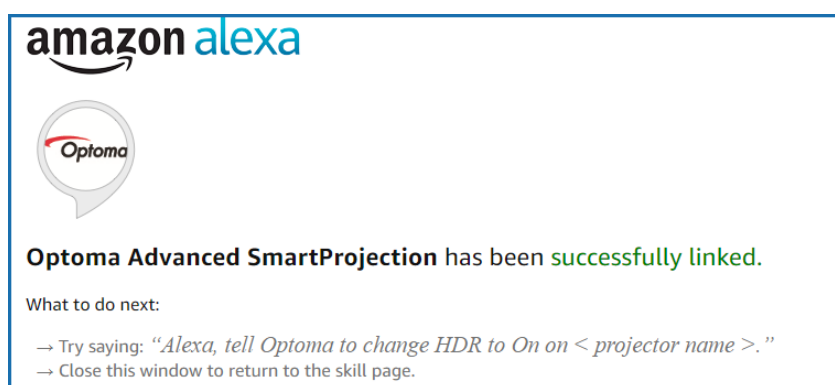 amazon alexa
Optoma
Optoma Advanced SmartProjection has been successfully linked.
What to do next:
→ Try saying: “Alexa, tell Optoma to change HDR to On on < projector name >.”
→ Close this window to return to the skill page.